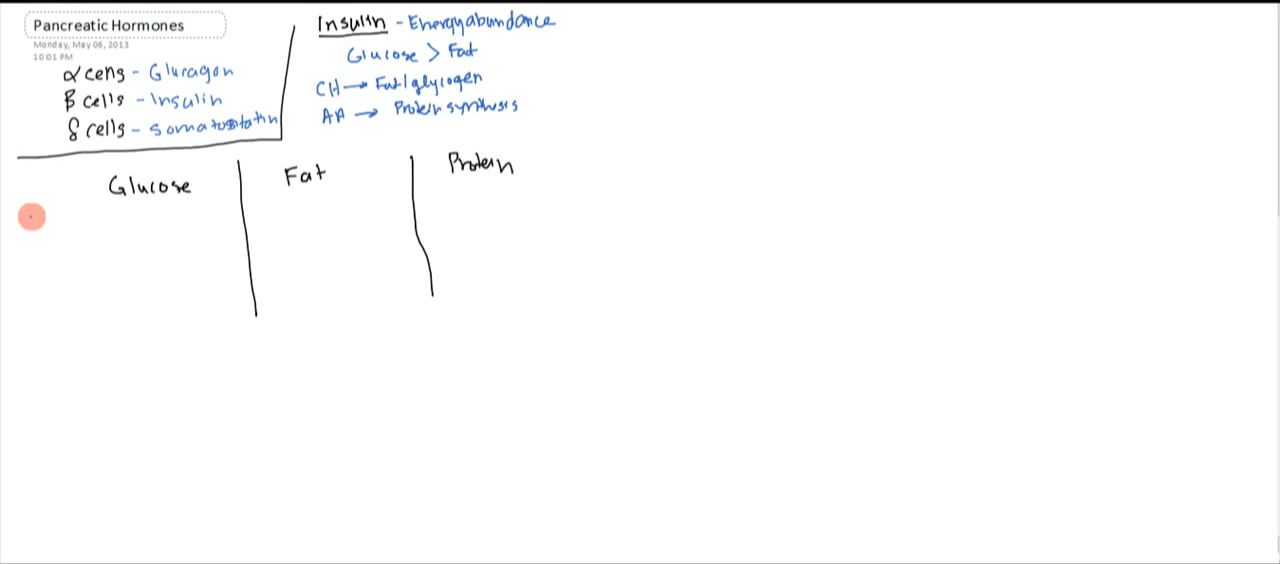 Pancreatic Hormones
Monday, May 06, 2013
10:01 PM
α cells - Glucagon
β cells - Insulin
δ cells - Somatostatin
Insulin - Energy abundance
Glucose > Fat
CH → Fat/glycogen
AA → Protein synthesis
Glucose
Fat
Protein